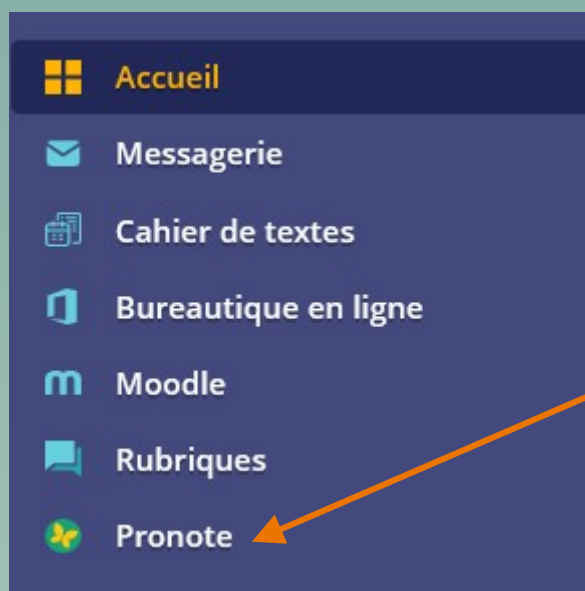 Accueil
Messagerie
Cahier de textes
Bureautique en ligne
Moodle
Rubriques
Pronote